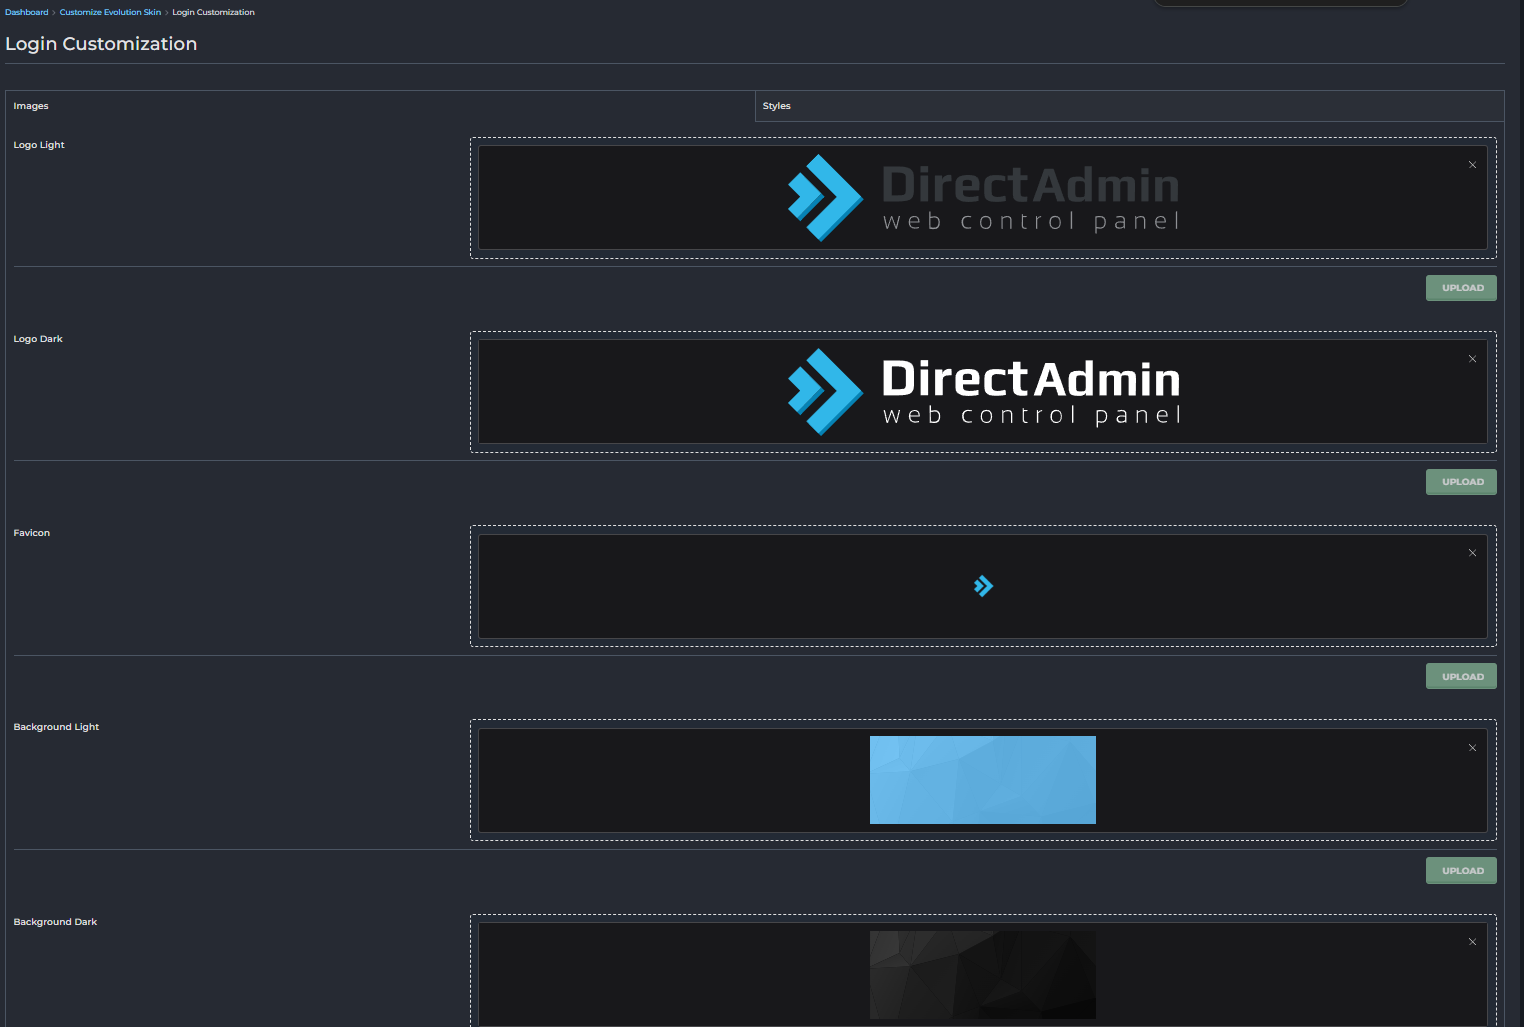 Dashboard > Customize Evolution Skin > Login Customization
Login Customization
Images
Styles
Logo Light
DirectAdmin
web control panel
UPLOAD
Logo Dark
DirectAdmin
web control panel
UPLOAD
Favicon
UPLOAD
Background Light
UPLOAD
Background Dark